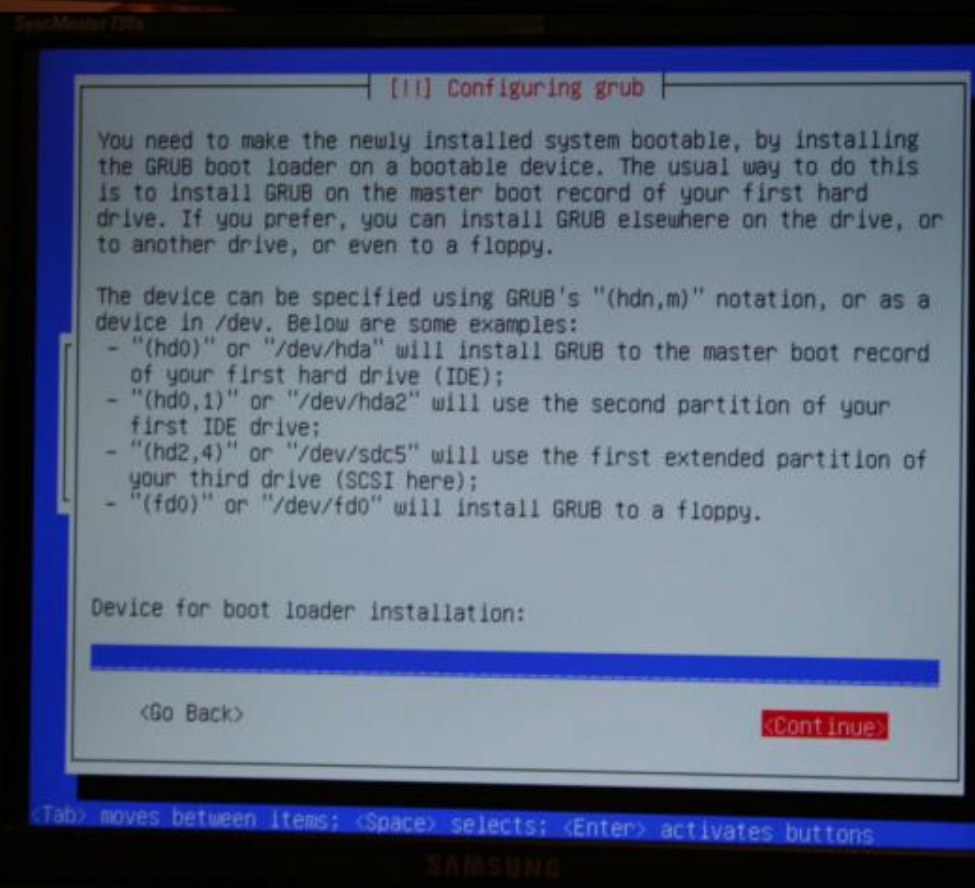 SyncMaster 730s
[!!] Configuring grub
You need to make the newly installed system bootable, by installing
the GRUB boot loader on a bootable device. The usual way to do this
is to install GRUB on the master boot record of your first hard
drive. If you prefer, you can install GRUB elsewhere on the drive, or
to another drive, or even to a floppy.
The device can be specified using GRUB's "(hdn,m)" notation, or as a
device in /dev. Below are some examples:
- "(hd0)" or "/dev/hda" will install GRUB to the master boot record
of your first hard drive (IDE);
- "(hd0,1)" or "/dev/hda2" will use the second partition of your
first IDE drive;
- "(hd2,4)" or "/dev/sdc5" will use the first extended partition of
your third drive (SCSI here);
- "(fd0)" or "/dev/fd0" will install GRUB to a floppy.
Device for boot loader installation:
<Go Back>
<Continue>
<Tab> moves between items; <Space> selects; <Enter> activates buttons
SAMSUNG